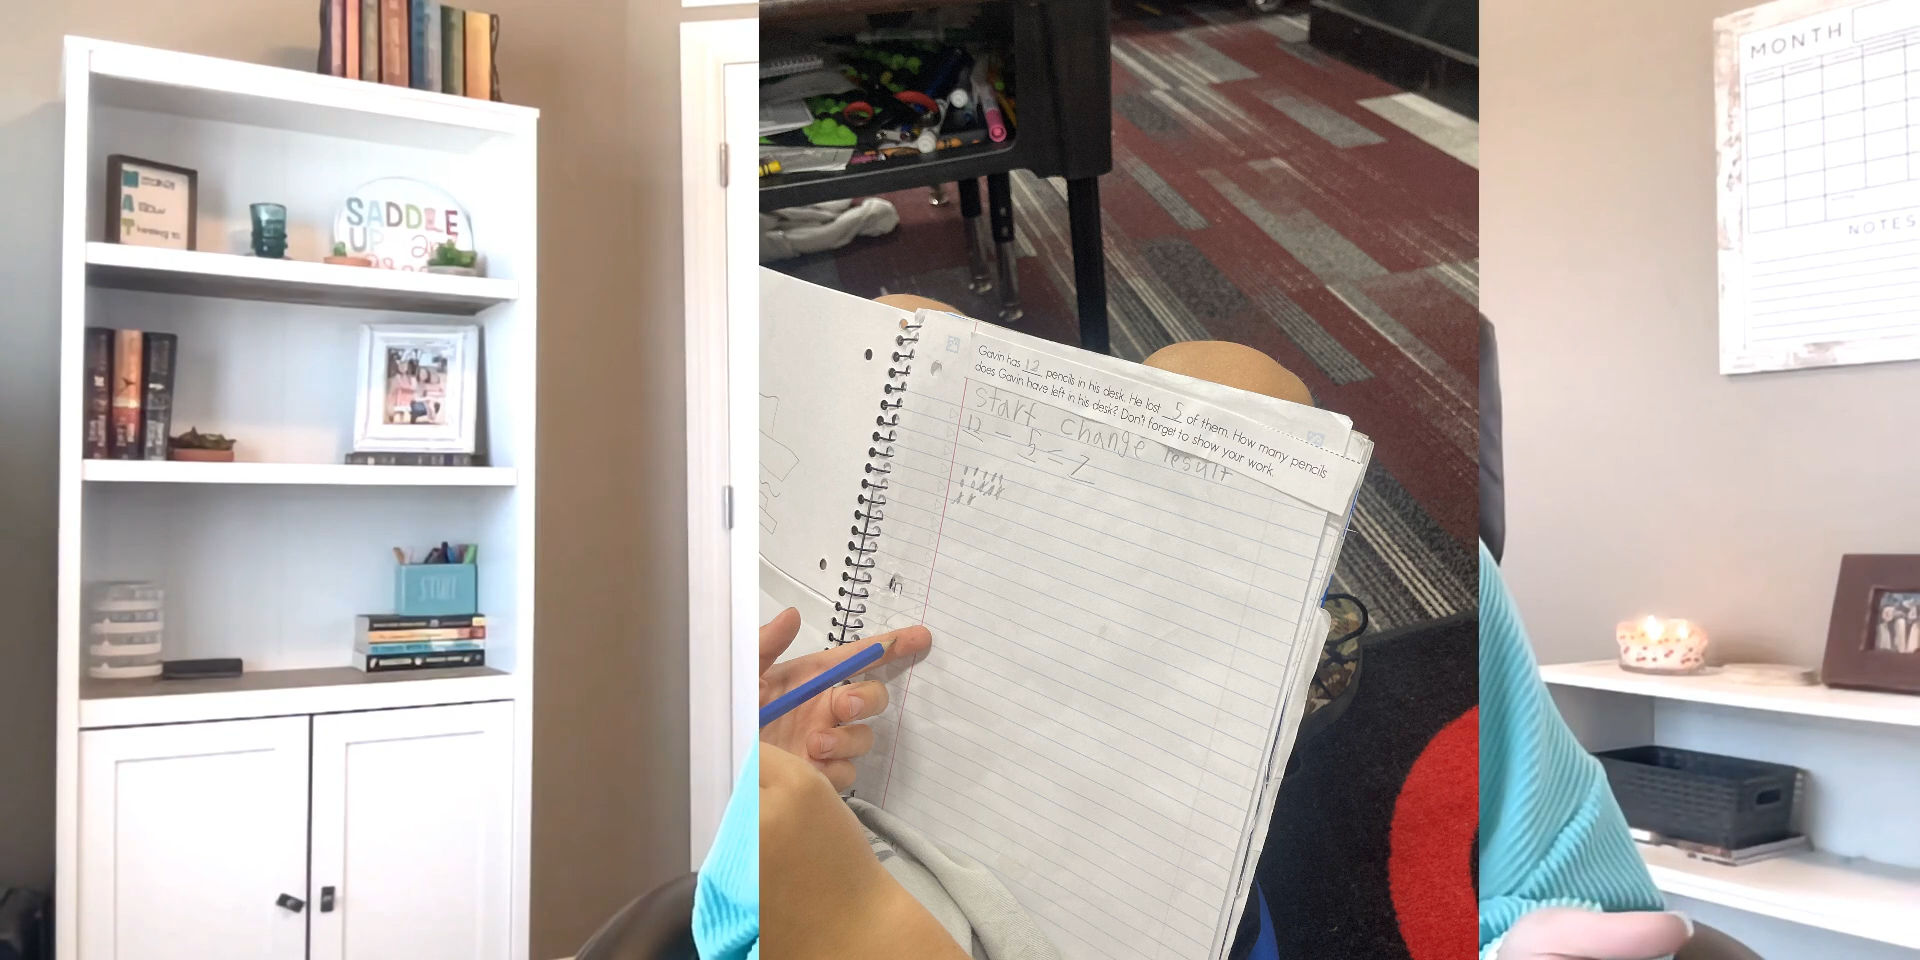 SADDLE
UP
START
Gavin has 12 pencils in his desk. He lost 5 of them. How many pencils
does Gavin have left in his desk? Don't forget to show your work.
start change result
12 - 5 = 7
MONTH
NOTES